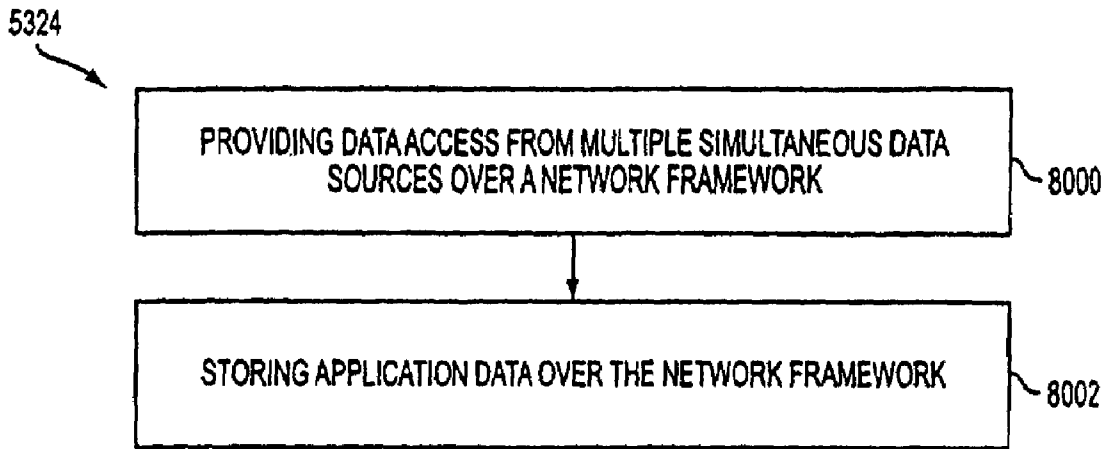 5324
PROVIDING DATA ACCESS FROM MULTIPLE SIMULTANEOUS DATA
SOURCES OVER A NETWORK FRAMEWORK
8000
STORING APPLICATION DATA OVER THE NETWORK FRAMEWORK
8002